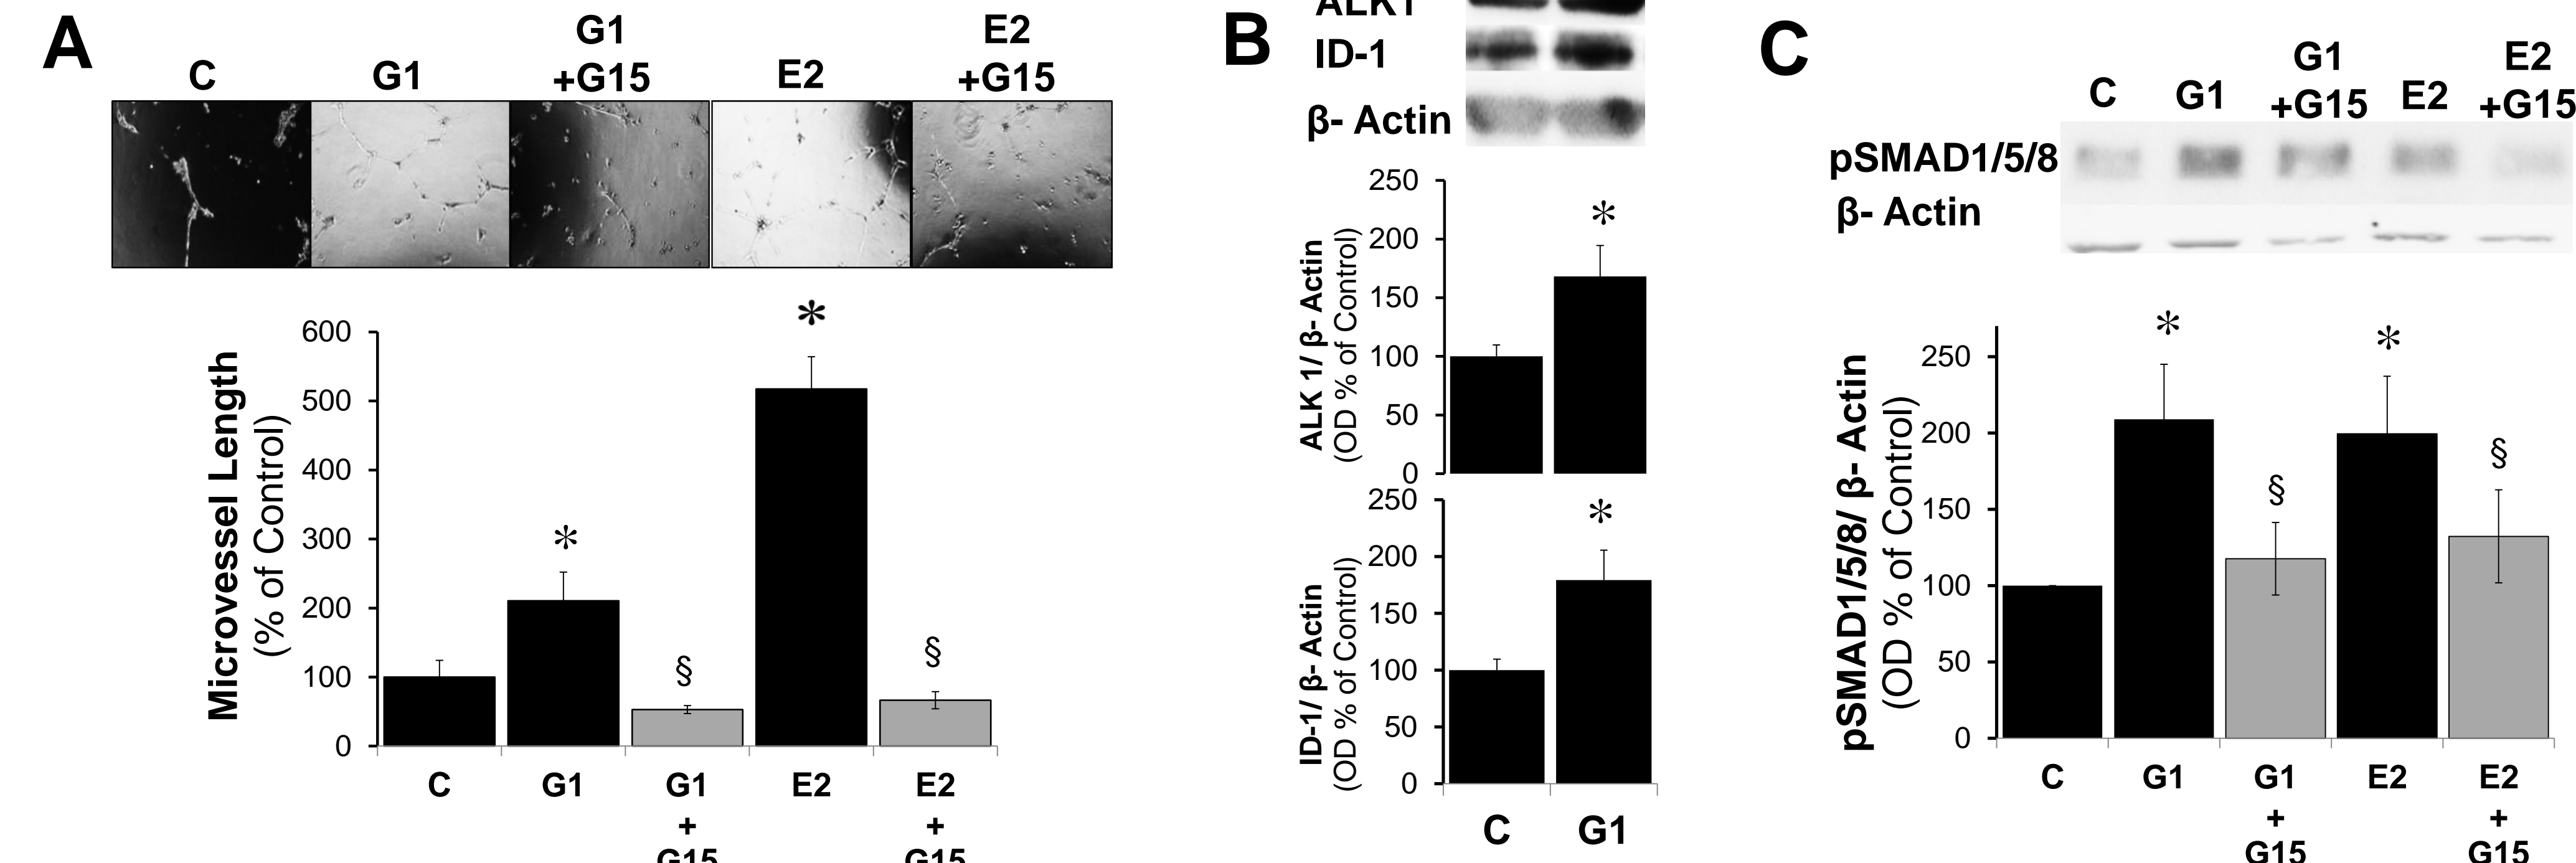 A
C
G1
G1
+G15
E2
E2
+G15
Microvessel Length
(% of Control)
600
500
400
300
200
100
0
*
§
*
§
C
G1
G1
+
G15
E2
E2
+
G15
B
ALK1
ID-1
β- Actin
ALK 1/ β- Actin
(OD % of Control)
250
200
150
100
50
0
*
ID-1/ β- Actin
(OD % of Control)
250
200
150
100
50
0
*
C
G1
C
C
G1
G1
+G15
E2
E2
+G15
pSMAD1/5/8
β- Actin
pSMAD1/5/8/ β- Actin
(OD % of Control)
250
200
150
100
50
0
*
§
*
§
C
G1
G1
+
G15
E2
E2
+
G15